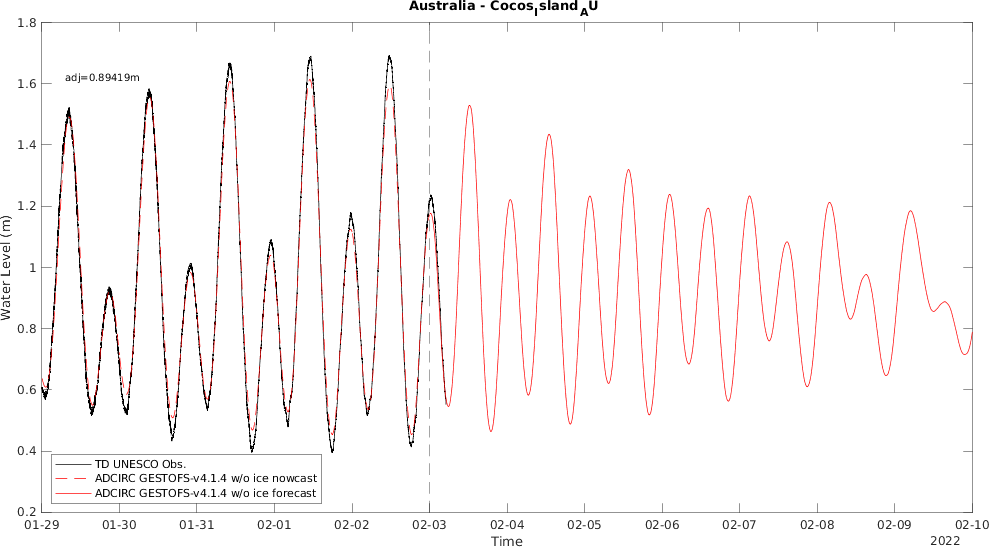 Australia - Cocos_Island_AU
1.8
1.6
1.4
1.2
1
0.8
0.6
0.4
0.2
Water Level (m)
adj=0.89419m
TD UNESCO Obs.
ADCIRC GESTOFS-v4.1.4 w/o ice nowcast
ADCIRC GESTOFS-v4.1.4 w/o ice forecast
01-29 01-30 01-31 02-01 02-02 02-03 02-04 02-05 02-06 02-07 02-08 02-09 02-10
Time
2022